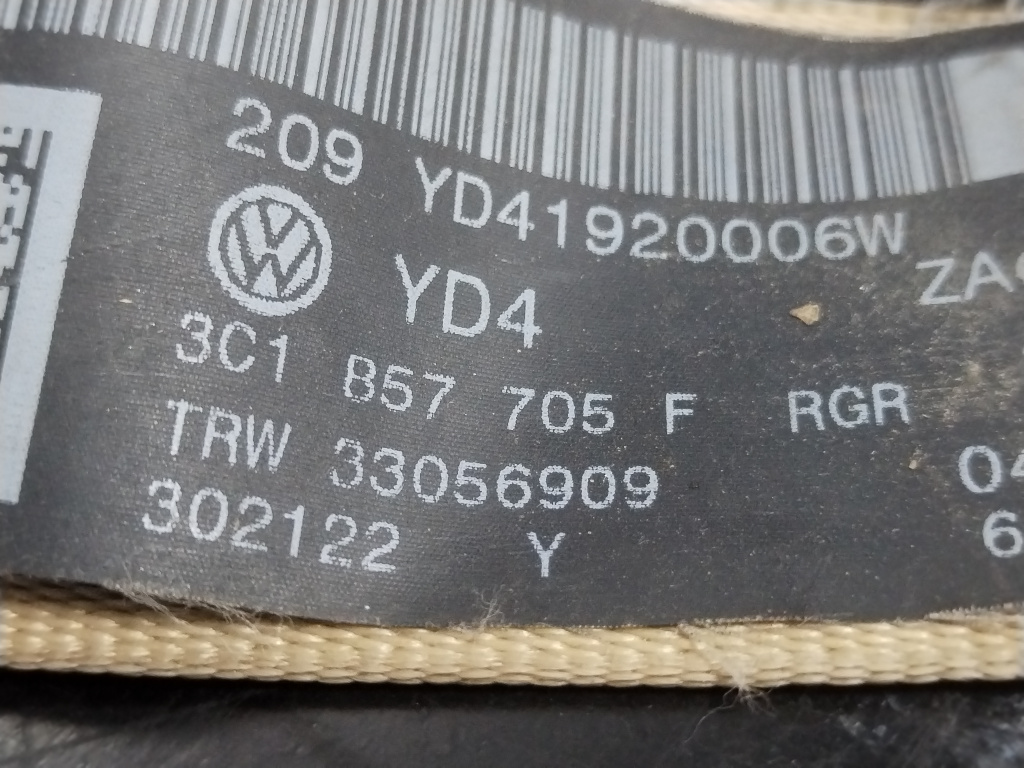 209 YD41920006W
YD4
3C1 857 705 F RGR
TRW 33056909
302122 Y